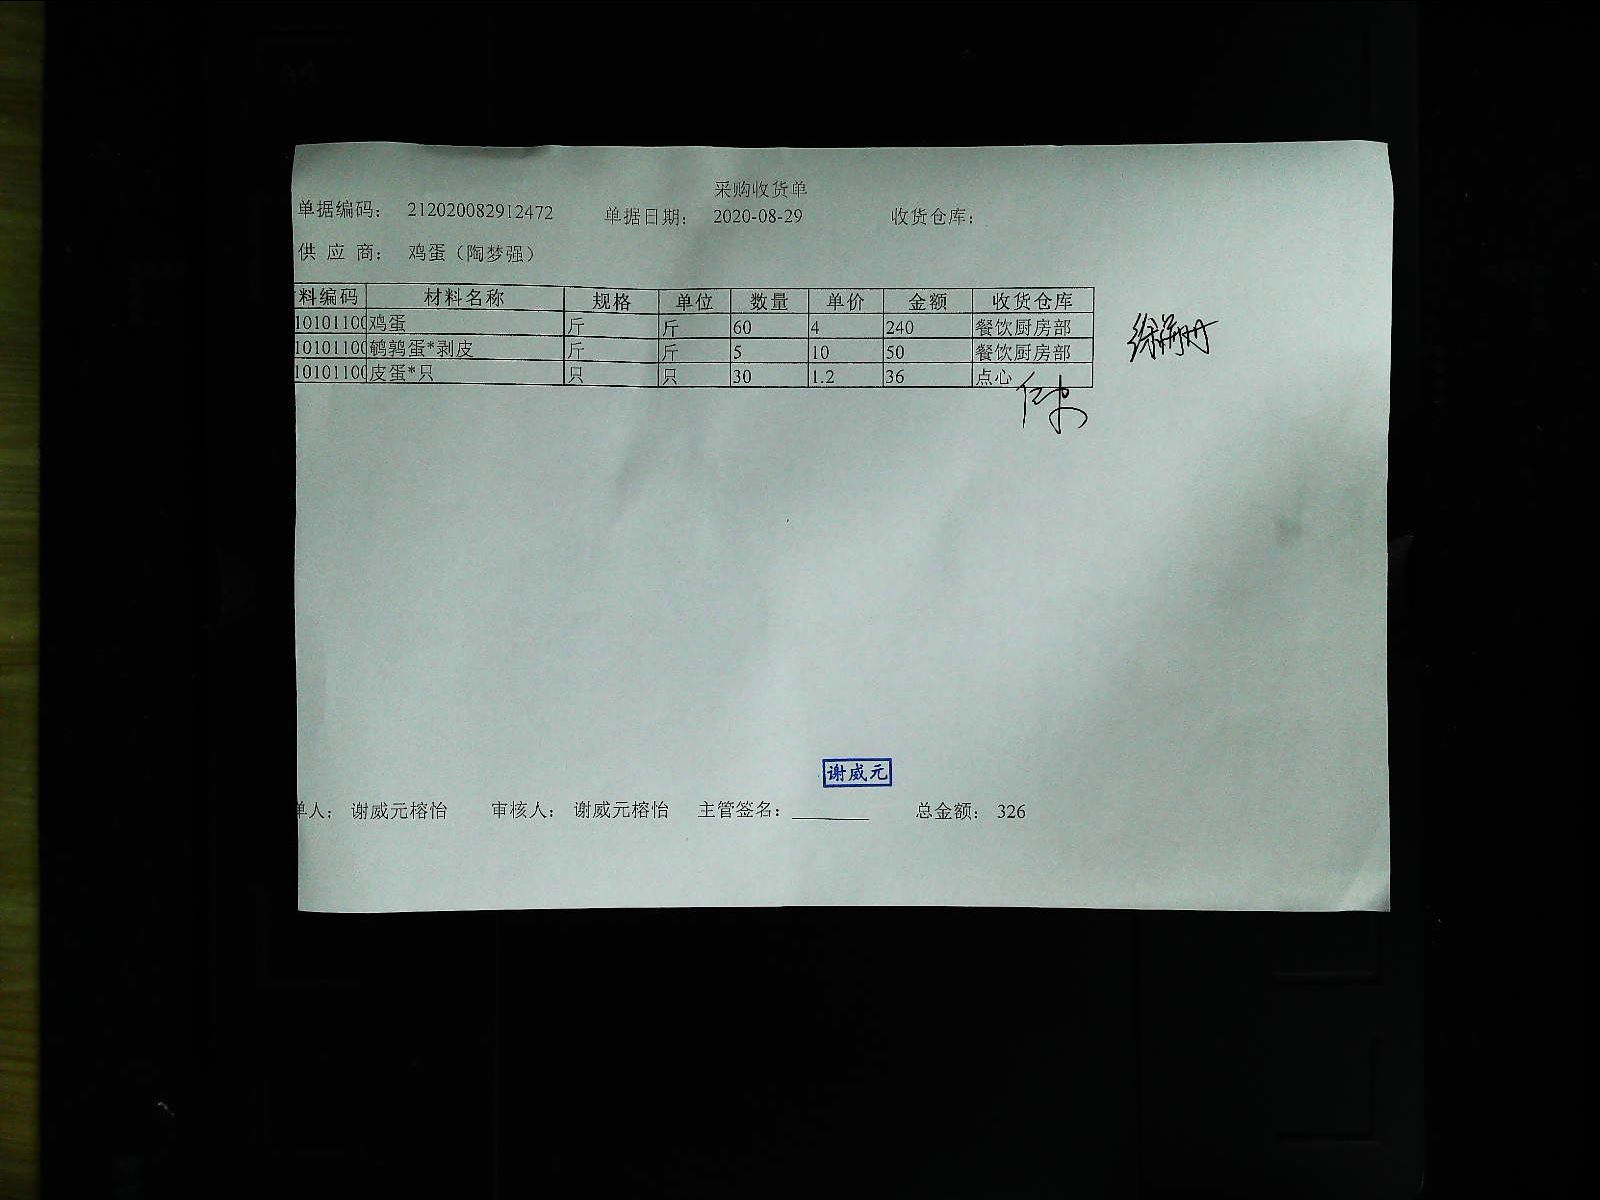 采购收货单
单据编码： 212020082912472 单据日期： 2020-08-29 收货仓库：
供 应 商： 鸡蛋（陶梦强）
料编码 材料名称 规格 单位 数量 单价 金额 收货仓库
10101100 鸡蛋 斤 斤 60 4 240 餐饮厨房部
10101100 鹌鹑蛋*剥皮 斤 斤 5 10 50 餐饮厨房部
10101100 皮蛋*只 只 只 30 1.2 36 点心
谢威元
单人： 谢威元榕怡 审核人： 谢威元榕怡 主管签名： ________ 总金额： 326